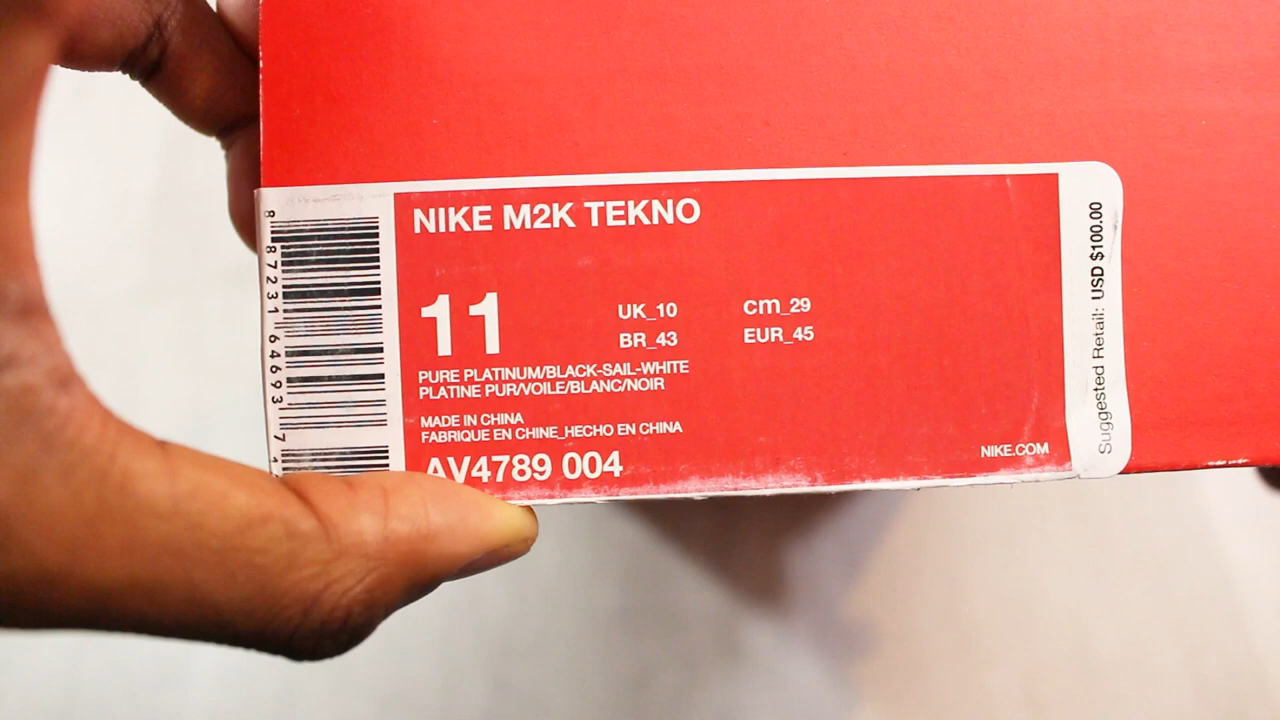 NIKE M2K TEKNO
11
UK_10
cm_29
BR_43
EUR_45
PURE PLATINUM/BLACK-SAIL-WHITE
PLATINE PUR/VOILE/BLANC/NOIR
MADE IN CHINA
FABRIQUE EN CHINE_HECHO EN CHINA
AV4789 004
NIKE.COM
8 87231 64693 7
Suggested Retail: USD $100.00